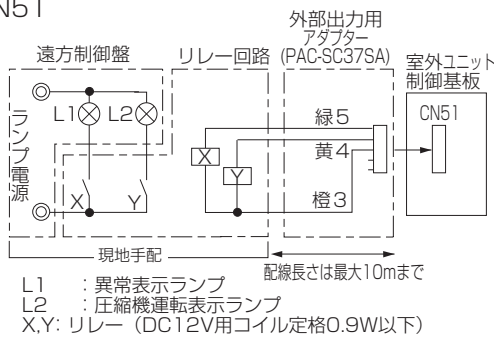 CN51
外部出力用
アダプター
(PAC-SC37SA)
遠方制御盤
リレー回路
室外ユニット
制御基板
CN51
L1
L2
ランプ電源
緑5
黄4
橙3
X
Y
X
Y
現地手配
配線長さは最大10mまで
L1 :異常表示ランプ
L2 :圧縮機運転表示ランプ
X,Y:リレー(DC12V用コイル定格0.9W以下)